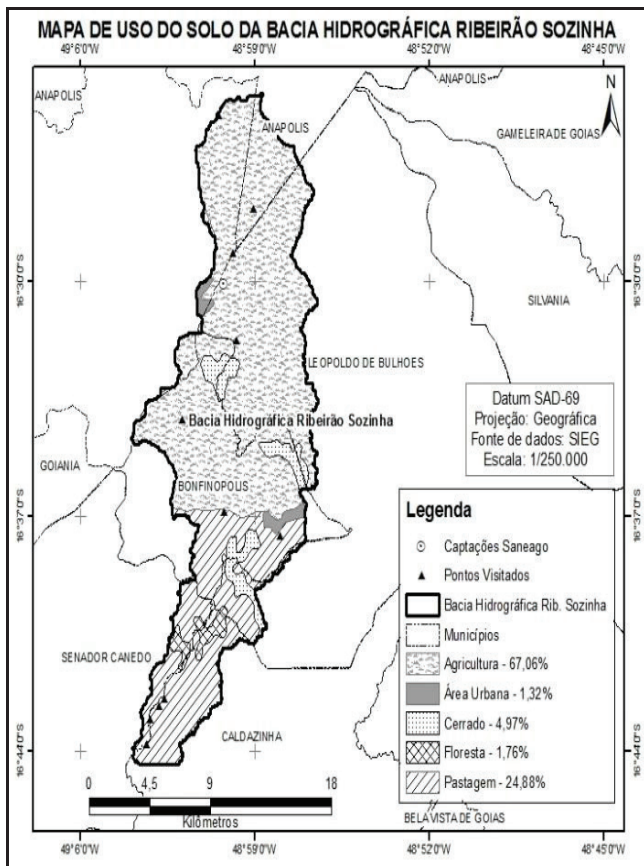 MAPA DE USO DO SOLO DA BACIA HIDROGRÁFICA RIBEIRÃO SOZINHA
49°6'0"W 48°59'0"W 48°52'0"W 48°45'0"W
ANAPOLIS
ANAPOLIS
ANAPOLIS
N
GAMELEIRA DE GOIAS
16°30'0"S
16°30'0"S
SILVANIA
LEOPOLDO DE BULHOES
Datum SAD-69
Projeção: Geográfica
Fonte de dados: SIEG
Escala: 1/250.000
Bacia Hidrográfica Ribeirão Sozinha
GOIANIA
BONFINOPOLIS
16°37'0"S
16°37'0"S
Legenda
Captações Saneago
Pontos Visitados
Bacia Hidrográfica Rib. Sozinha
Municípios
Agricultura - 67,06%
Área Urbana - 1,32%
Cerrado - 4,97%
Floresta - 1,76%
Pastagem - 24,88%
SENADOR CANEDO
CALDAZINHA
16°44'0"S
16°44'0"S
0 4,5 9 18
Kilômetros
BELA VISTA DE GOIAS
49°6'0"W 48°59'0"W 48°52'0"W 48°45'0"W